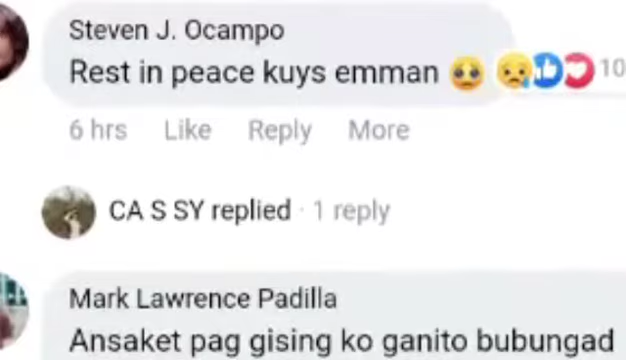 Steven J. Ocampo
Rest in peace kuys emman
10
6 hrs Like Reply More
CA S SY replied · 1 reply
Mark Lawrence Padilla
Ansaket pag gising ko ganito bubungad